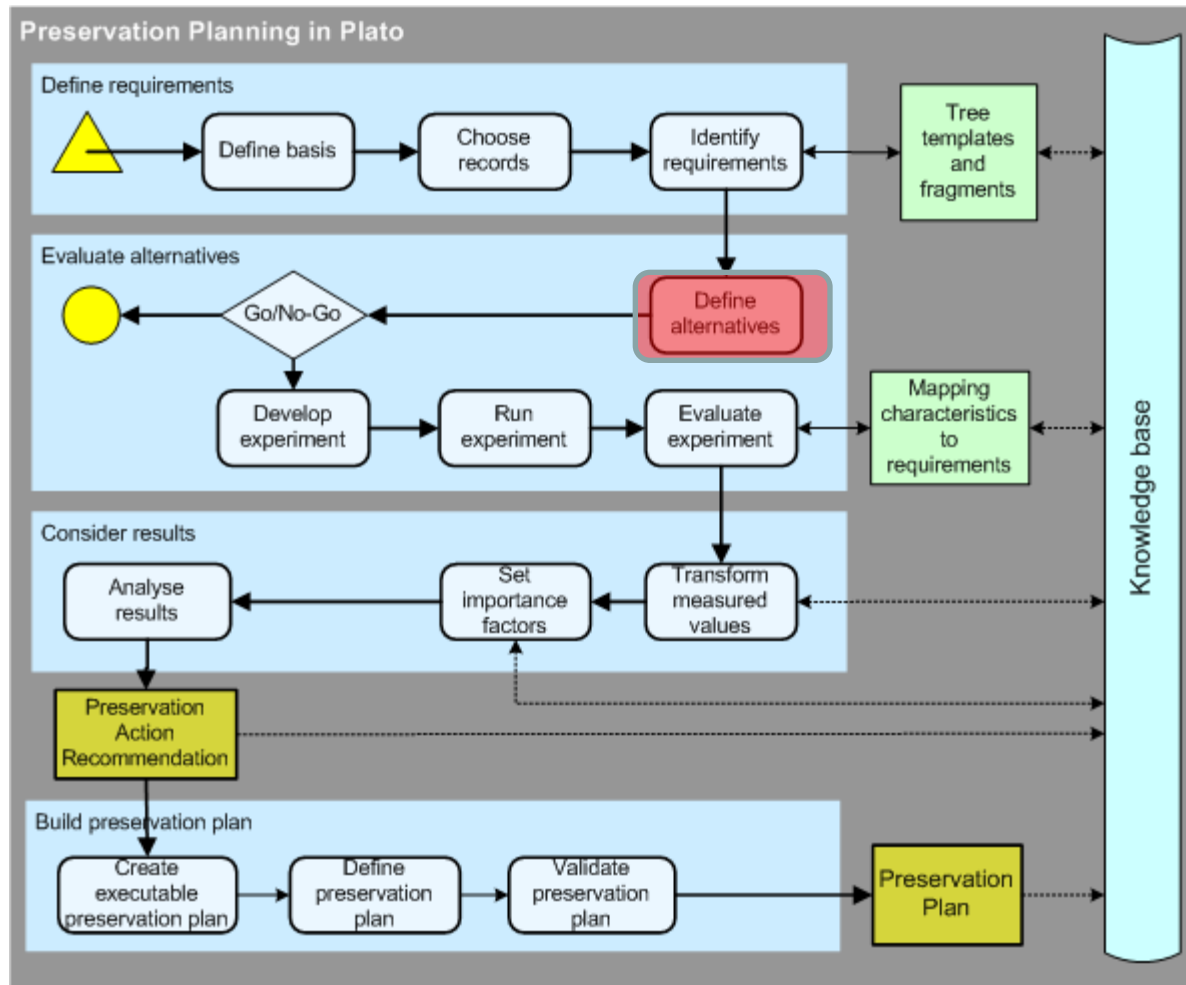 Preservation Planning in Plato
Define requirements
Define basis
Choose
records
Identify
requirements
Tree
templates
and
fragments
Evaluate alternatives
Go/No-Go
Define
alternatives
Develop
experiment
Run
experiment
Evaluate
experiment
Mapping
characteristics
to
requirements
Knowledge base
Consider results
Analyse
results
Set
importance
factors
Transform
measured
values
Preservation
Action
Recommendation
Build preservation plan
Create
executable
preservation plan
Define
preservation
plan
Validate
preservation
plan
Preservation
Plan